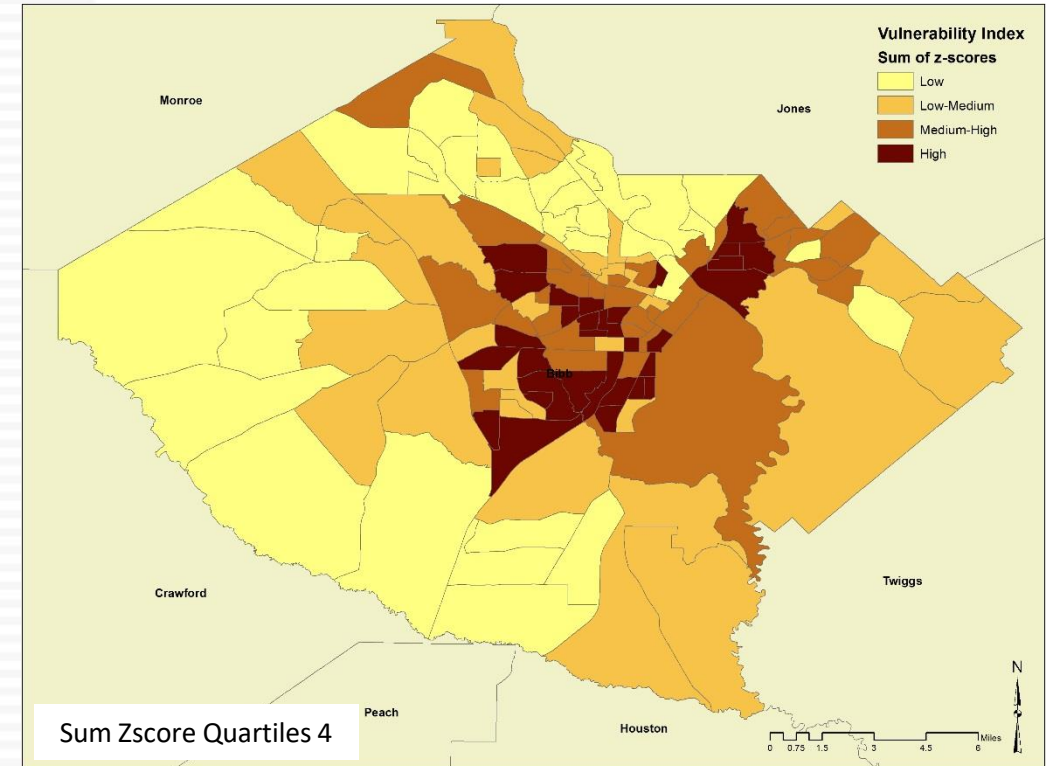 Vulnerability Index
Sum of z-scores
Low
Low-Medium
Medium-High
High
Monroe
Jones
Bibb
Crawford
Twiggs
Peach
Houston
N
Miles
0 0.75 1.5 3 4.5 6
Sum Zscore Quartiles 4